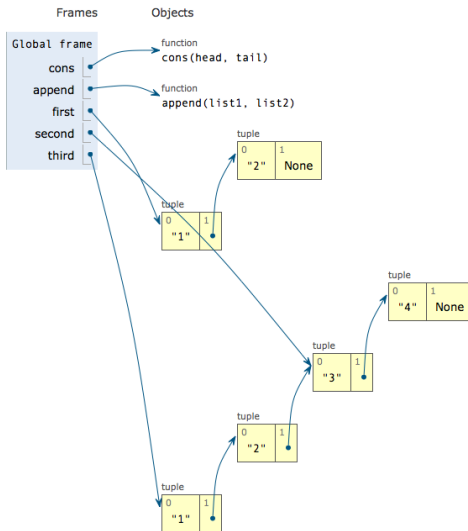 Frames Objects
Global frame
cons
append
first
second
third
function
cons(head, tail)
function
append(list1, list2)
tuple
0 1
"2" None
tuple
0 1
"1"
tuple
0 1
"4" None
tuple
0 1
"3"
tuple
0 1
"2"
tuple
0 1
"1"